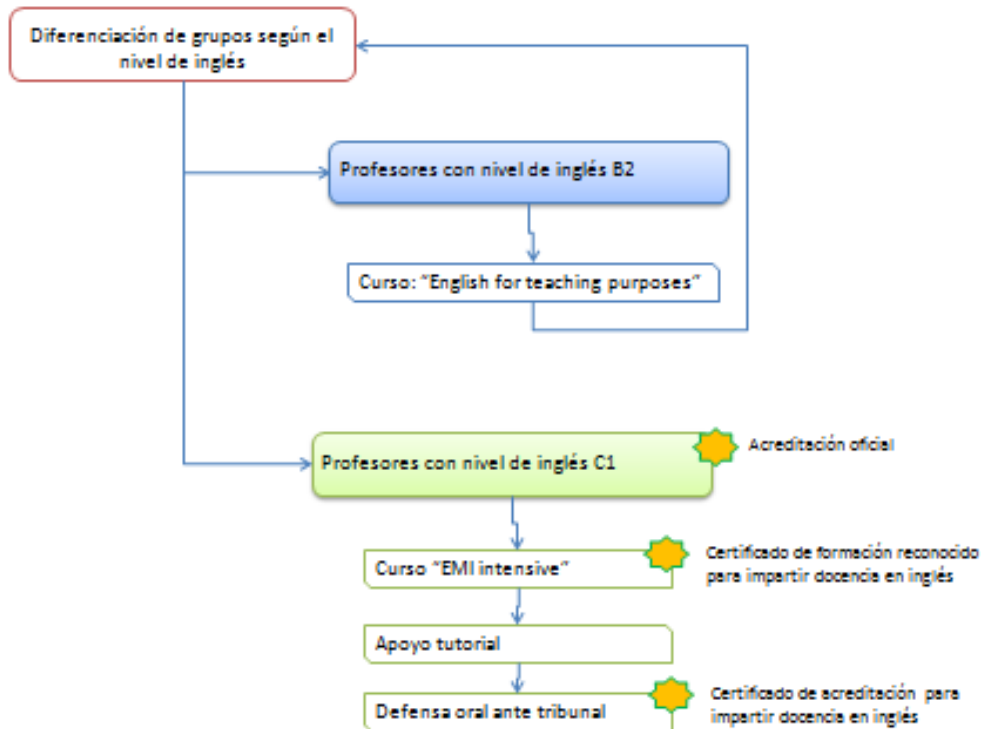 Diferenciación de grupos según el
nivel de inglés
Profesores con nivel de inglés B2
Curso: “English for teaching purposes”
Profesores con nivel de inglés C1
Acreditación oficial
Curso “EMI intensive”
Certificado de formación reconocido
para impartir docencia en inglés
Apoyo tutorial
Defensa oral ante tribunal
Certificado de acreditación para
impartir docencia en inglés